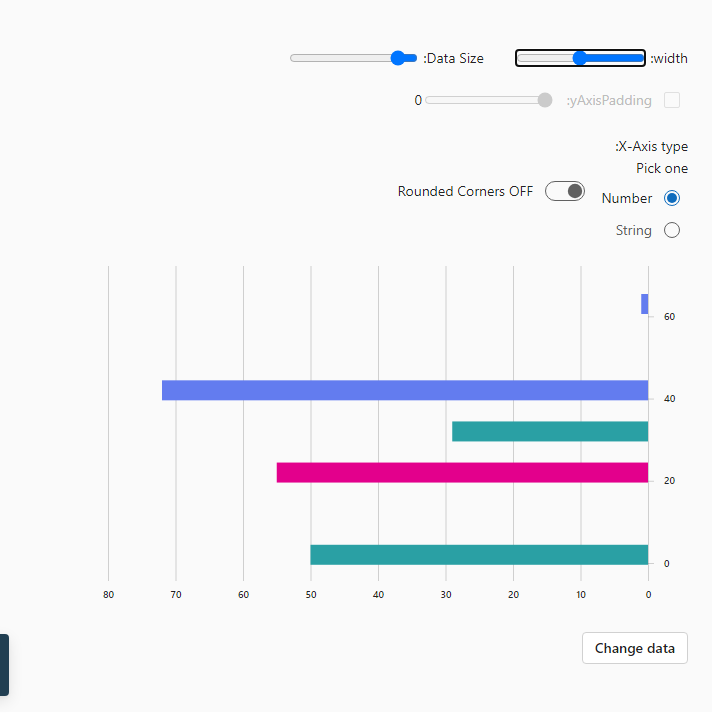 :width
:Data Size
:yAxisPadding
0
:X-Axis type
Pick one
Number
Rounded Corners OFF
String
60
40
20
0
80 70 60 50 40 30 20 10 0
Change data